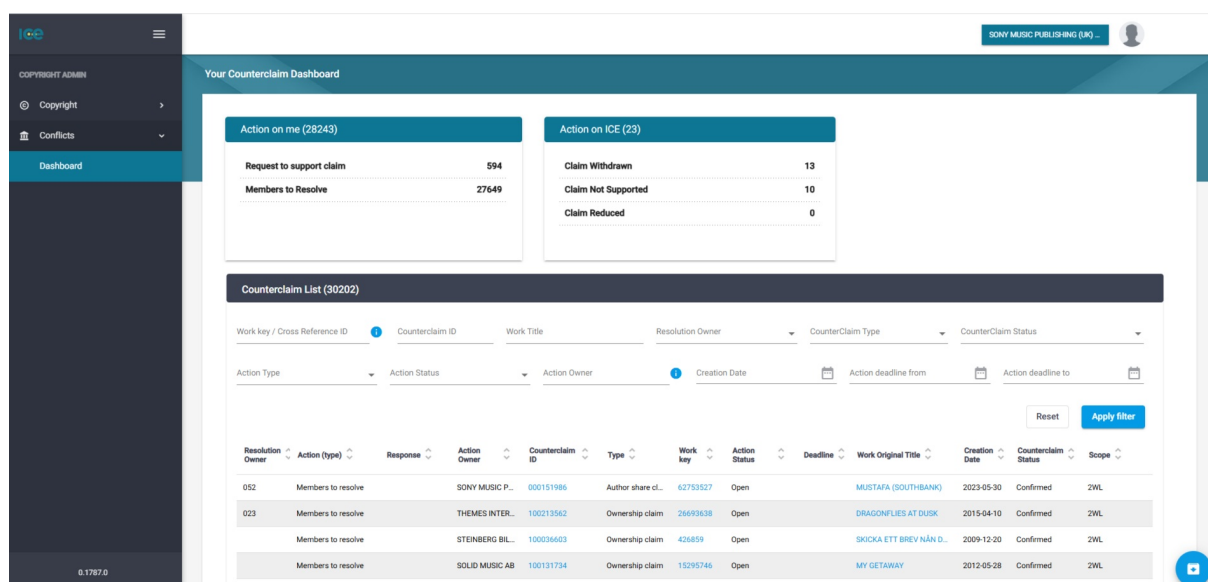 ICE
SONY MUSIC PUBLISHING (UK) ...
COPYRIGHT ADMIN
Your Counterclaim Dashboard
Copyright
Conflicts
Dashboard
Action on me (28243)
Request to support claim 594
Members to Resolve 27649
Action on ICE (23)
Claim Withdrawn 13
Claim Not Supported 10
Claim Reduced 0
Counterclaim List (30202)
Work key / Cross Reference ID Counterclaim ID Work Title Resolution Owner CounterClaim Type CounterClaim Status
Action Type Action Status Action Owner Creation Date Action deadline from Action deadline to
Reset Apply filter
Resolution Owner Action (type) Response Action Owner Counterclaim ID Type Work key Action Status Deadline Work Original Title Creation Date Counterclaim Status Scope
052 Members to resolve SONY MUSIC P... 000151986 Author share cl... 62753527 Open MUSTAFA (SOUTHBANK) 2023-05-30 Confirmed 2WL
023 Members to resolve THEMES INTER... 100213562 Ownership claim 26693638 Open DRAGONFLIES AT DUSK 2015-04-10 Confirmed 2WL
Members to resolve STEINBERG BIL... 100036603 Ownership claim 426859 Open SKICKA ETT BREV NÅN D... 2009-12-20 Confirmed 2WL
Members to resolve SOLID MUSIC AB 100131734 Ownership claim 15295746 Open MY GETAWAY 2012-05-28 Confirmed 2WL
0.1787.0